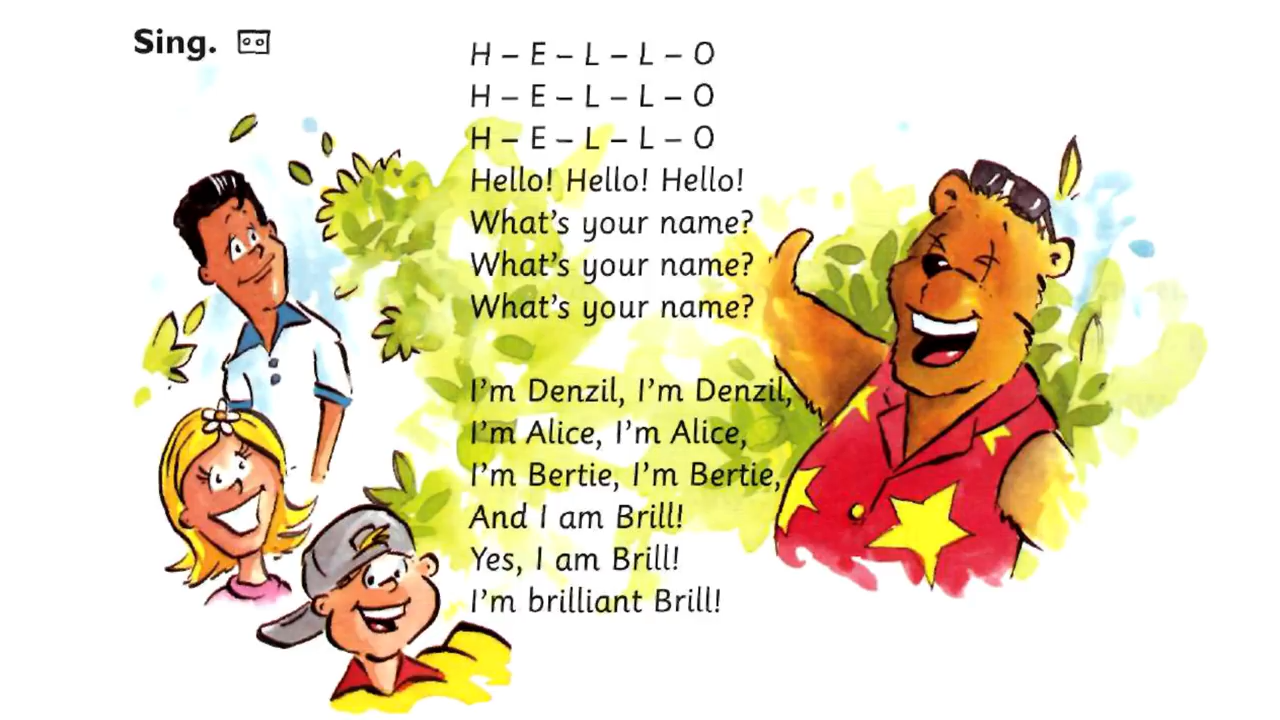 Sing.
H – E – L – L – O
H – E – L – L – O
H – E – L – L – O
Hello! Hello! Hello!
What's your name?
What's your name?
What's your name?
I'm Denzil, I'm Denzil,
I'm Alice, I'm Alice,
I'm Bertie, I'm Bertie,
And I am Brill!
Yes, I am Brill!
I'm brilliant Brill!